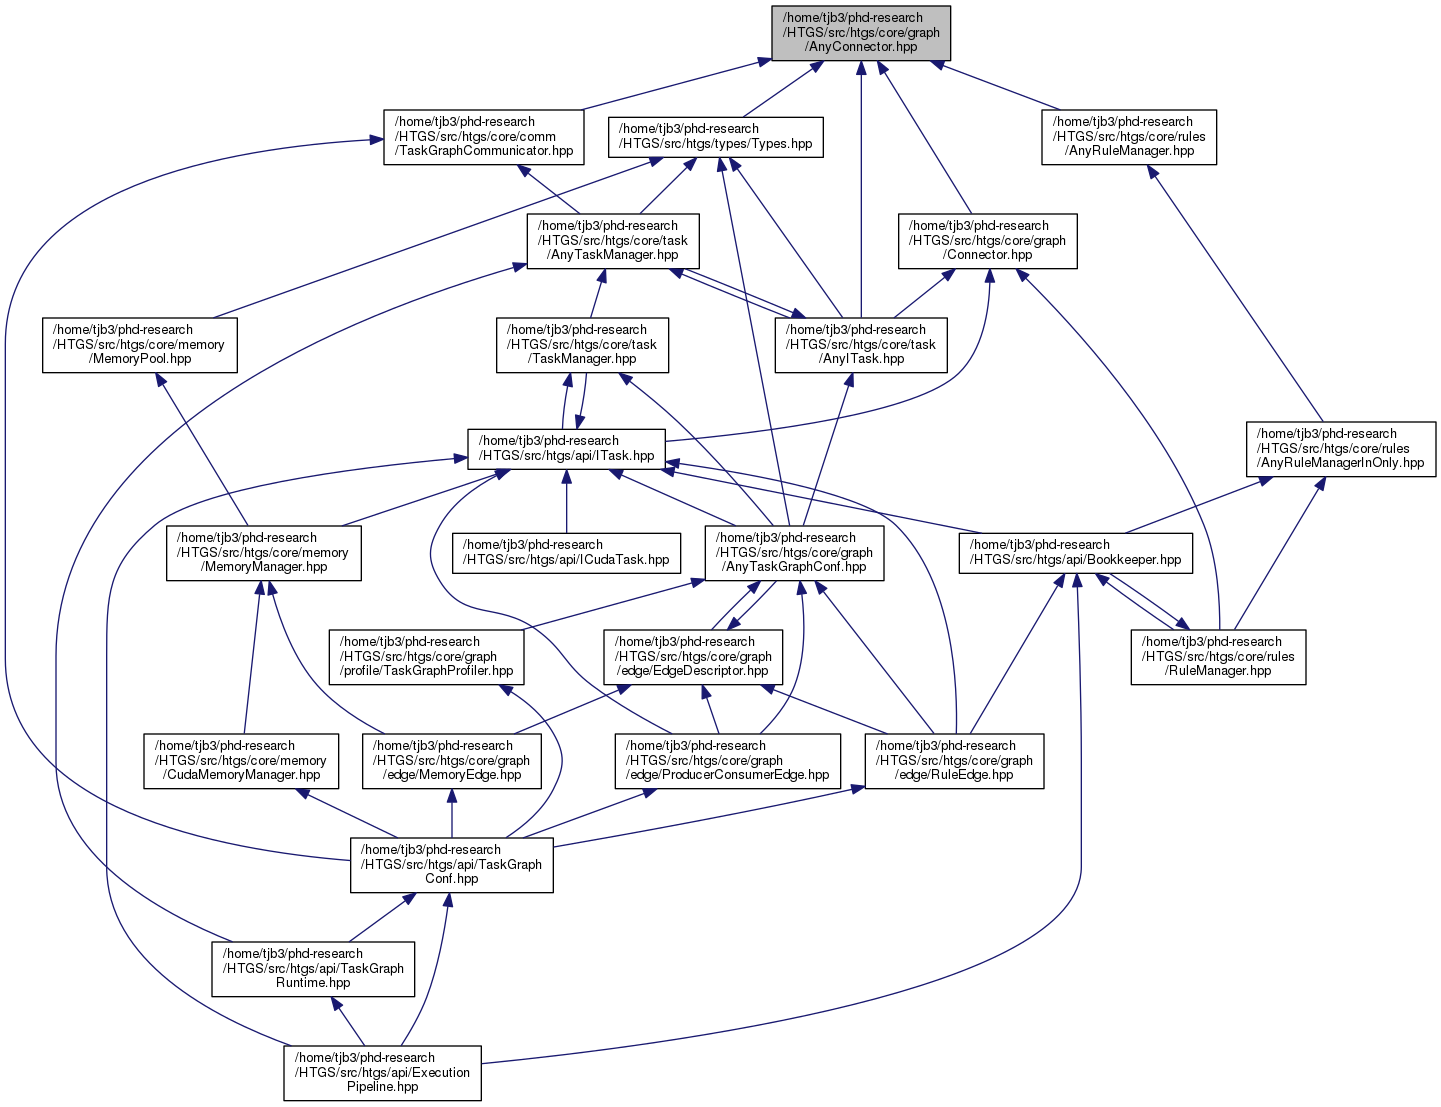 /home/tjb3/phd-research
/HTGS/src/htgs/core/graph
/AnyConnector.hpp
/home/tjb3/phd-research
/HTGS/src/htgs/core/comm
/TaskGraphCommunicator.hpp
/home/tjb3/phd-research
/HTGS/src/htgs/types/Types.hpp
/home/tjb3/phd-research
/HTGS/src/htgs/core/rules
/AnyRuleManager.hpp
/home/tjb3/phd-research
/HTGS/src/htgs/core/task
/AnyTaskManager.hpp
/home/tjb3/phd-research
/HTGS/src/htgs/core/graph
/Connector.hpp
/home/tjb3/phd-research
/HTGS/src/htgs/core/memory
/MemoryPool.hpp
/home/tjb3/phd-research
/HTGS/src/htgs/core/task
/TaskManager.hpp
/home/tjb3/phd-research
/HTGS/src/htgs/core/task
/AnyITask.hpp
/home/tjb3/phd-research
/HTGS/src/htgs/api/ITask.hpp
/home/tjb3/phd-research
/HTGS/src/htgs/core/rules
/AnyRuleManagerInOnly.hpp
/home/tjb3/phd-research
/HTGS/src/htgs/core/memory
/MemoryManager.hpp
/home/tjb3/phd-research
/HTGS/src/htgs/api/ICudaTask.hpp
/home/tjb3/phd-research
/HTGS/src/htgs/core/graph
/AnyTaskGraphConf.hpp
/home/tjb3/phd-research
/HTGS/src/htgs/api/Bookkeeper.hpp
/home/tjb3/phd-research
/HTGS/src/htgs/core/graph
/profile/TaskGraphProfiler.hpp
/home/tjb3/phd-research
/HTGS/src/htgs/core/graph
/edge/EdgeDescriptor.hpp
/home/tjb3/phd-research
/HTGS/src/htgs/core/rules
/RuleManager.hpp
/home/tjb3/phd-research
/HTGS/src/htgs/core/memory
/CudaMemoryManager.hpp
/home/tjb3/phd-research
/HTGS/src/htgs/core/graph
/edge/MemoryEdge.hpp
/home/tjb3/phd-research
/HTGS/src/htgs/core/graph
/edge/ProducerConsumerEdge.hpp
/home/tjb3/phd-research
/HTGS/src/htgs/core/graph
/edge/RuleEdge.hpp
/home/tjb3/phd-research
/HTGS/src/htgs/api/TaskGraph
Conf.hpp
/home/tjb3/phd-research
/HTGS/src/htgs/api/TaskGraph
Runtime.hpp
/home/tjb3/phd-research
/HTGS/src/htgs/api/Execution
Pipeline.hpp